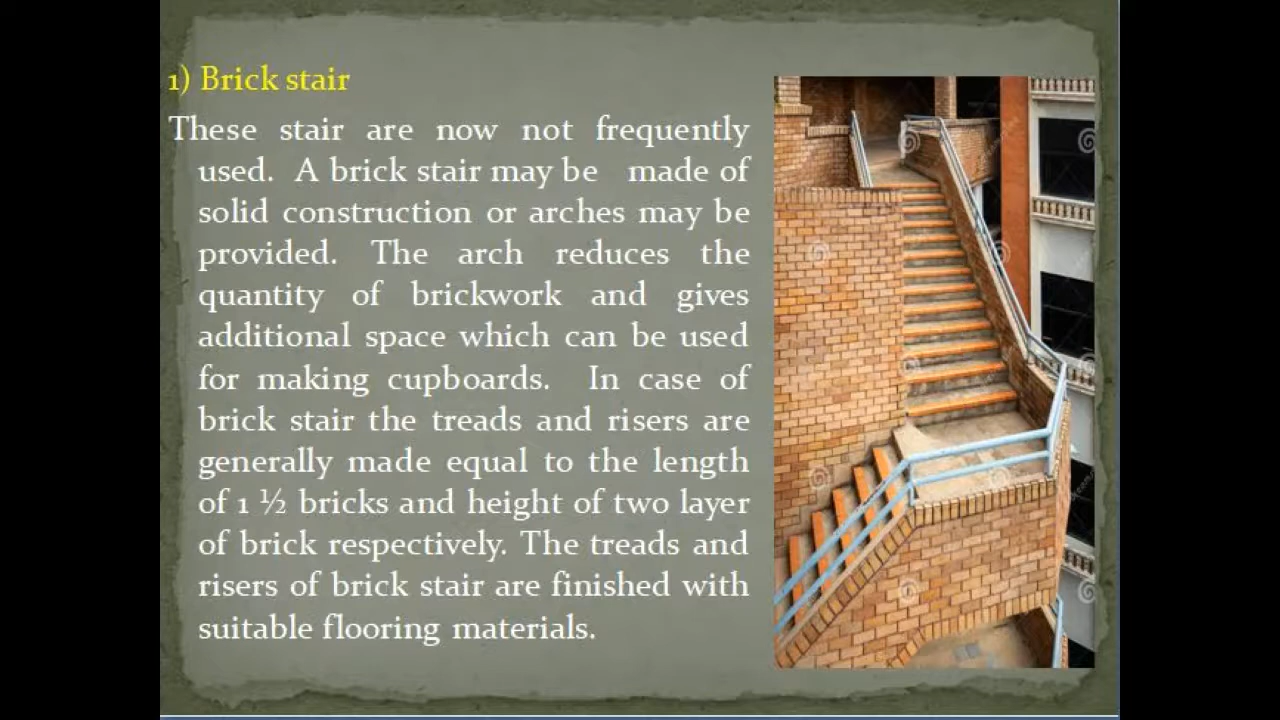 1) Brick stair
These stair are now not frequently
used. A brick stair may be made of
solid construction or arches may be
provided. The arch reduces the
quantity of brickwork and gives
additional space which can be used
for making cupboards. In case of
brick stair the treads and risers are
generally made equal to the length
of 1 ½ bricks and height of two layer
of brick respectively. The treads and
risers of brick stair are finished with
suitable flooring materials.